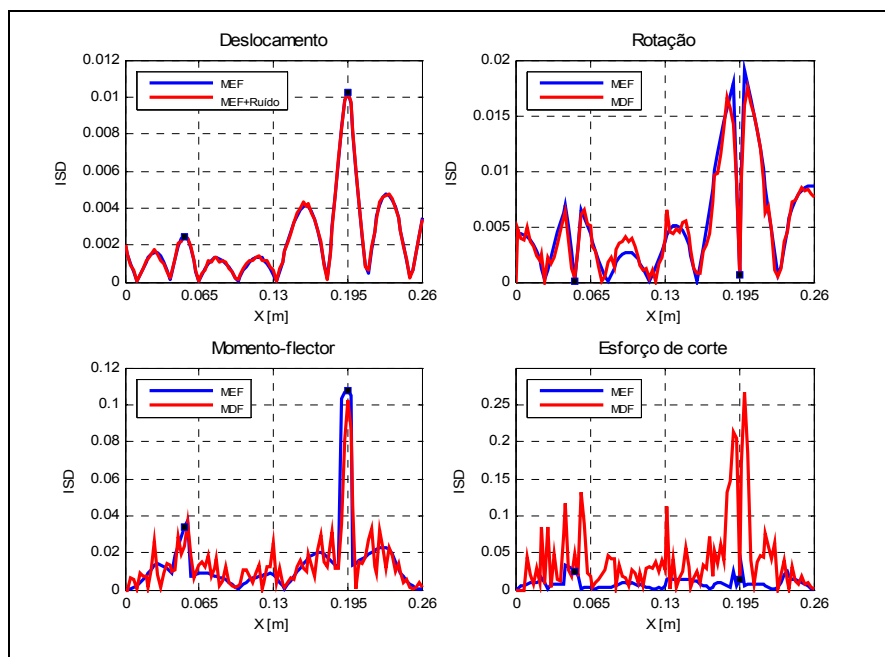 Deslocamento
0.012
0.01
0.008
0.006
0.004
0.002
0
ISD
MEF
MEF+Ruído
0 0.065 0.13 0.195 0.26
X [m]
Rotação
0.02
0.015
0.01
0.005
0
ISD
MEF
MDF
0 0.065 0.13 0.195 0.26
X [m]
Momento-flector
0.12
0.1
0.08
0.06
0.04
0.02
0
ISD
MEF
MDF
0 0.065 0.13 0.195 0.26
X [m]
Esforço de corte
0.25
0.2
0.15
0.1
0.05
0
ISD
MEF
MDF
0 0.065 0.13 0.195 0.26
X [m]